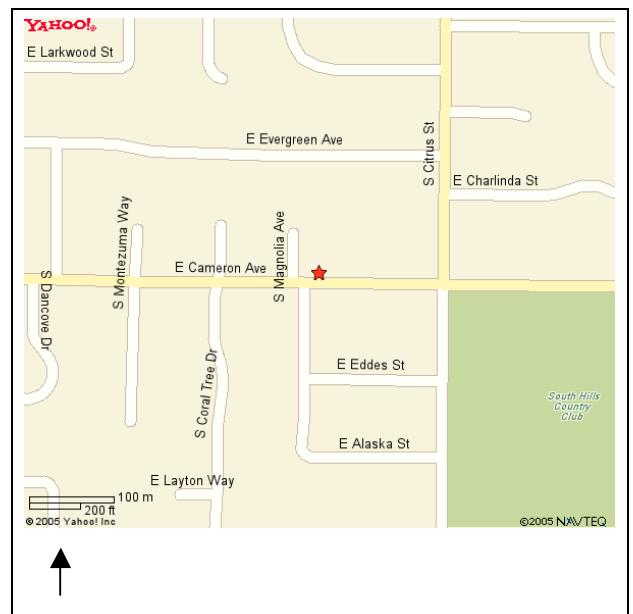 YAHOO!®
E Larkwood St
E Evergreen Ave
S Citrus St
E Charlinda St
S Montezuma Way
S Magnolia Ave
E Cameron Ave
S Dancove Dr
S Coral Tree Dr
E Eddes St
South Hills
Country
Club
E Alaska St
E Layton Way
100 m
200 ft
© 2005 Yahoo! Inc
©2005 NAVTEQ